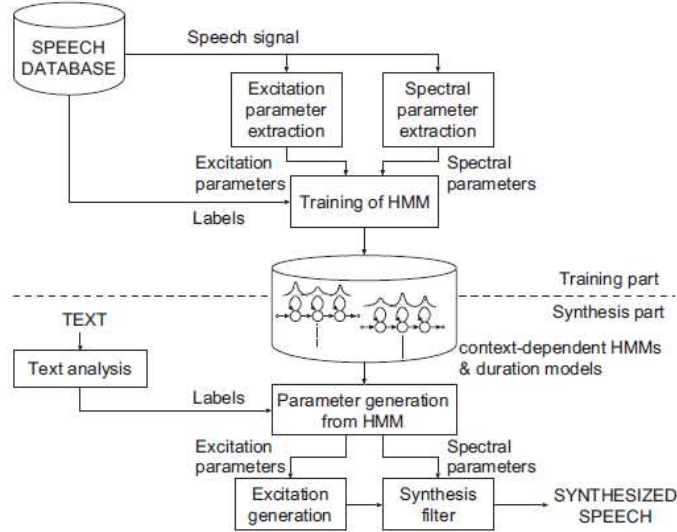 SPEECH
DATABASE
Speech signal
Excitation
parameter
extraction
Spectral
parameter
extraction
Excitation
parameters
Spectral
parameters
Training of HMM
Labels
Training part
Synthesis part
TEXT
context-dependent HMMs
& duration models
Text analysis
Labels
Parameter generation
from HMM
Excitation
parameters
Spectral
parameters
Excitation
generation
Synthesis
filter
SYNTHESIZED
SPEECH